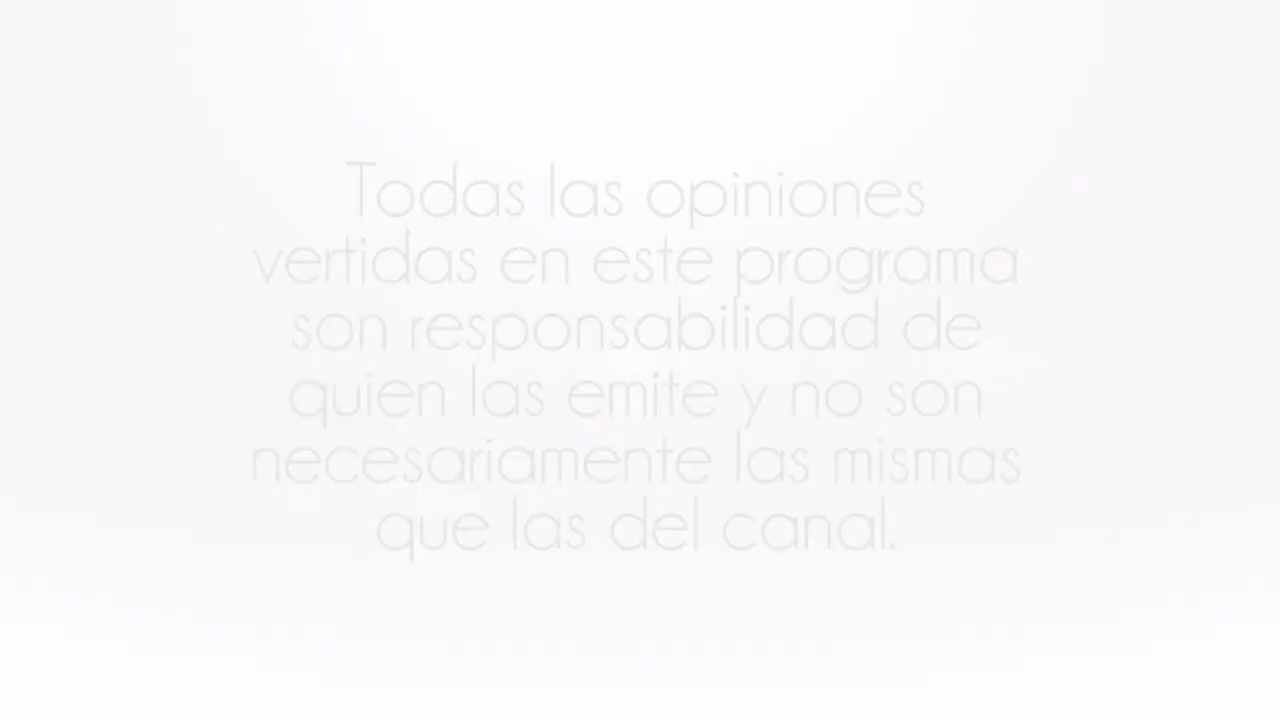 Todas las opiniones
vertidas en este programa
son responsabilidad de
quien las emite y no son
necesariamente las mismas
que las del canal.